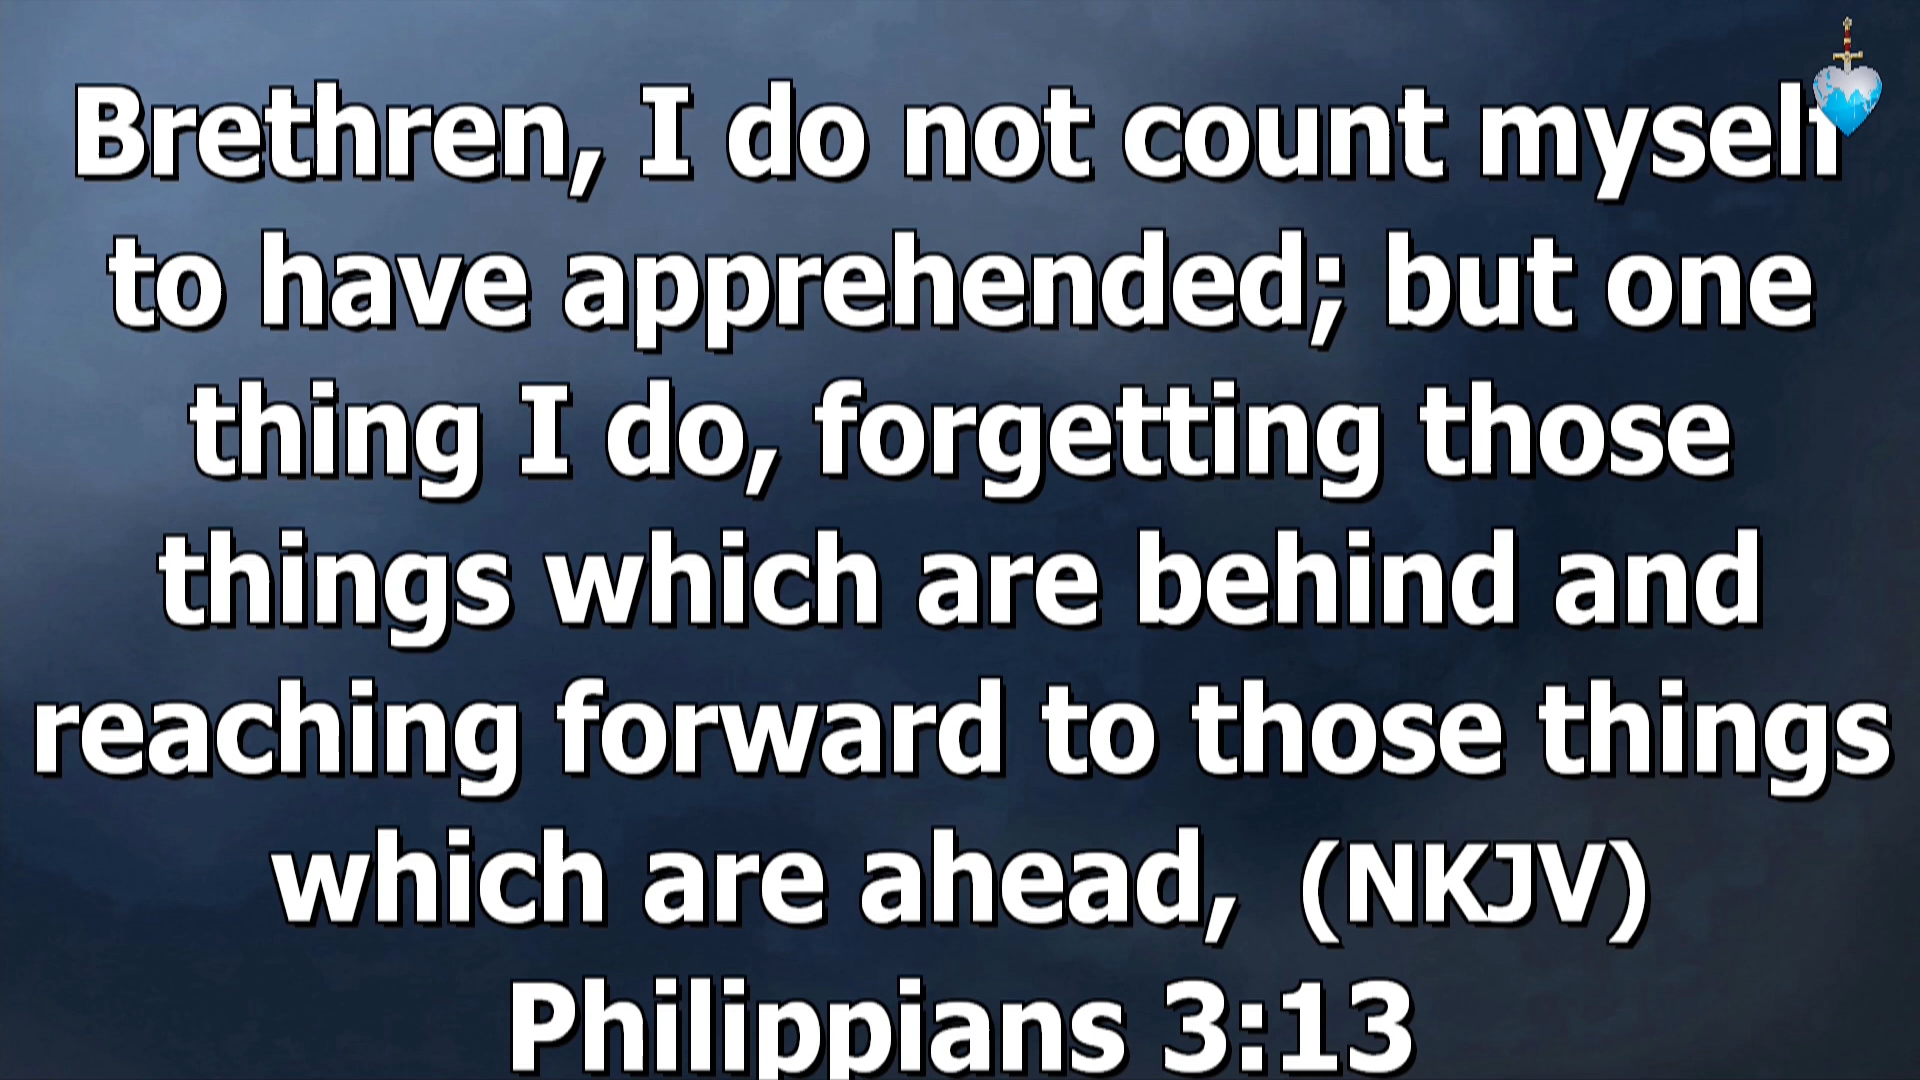 Brethren, I do not count myself
to have apprehended; but one
thing I do, forgetting those
things which are behind and
reaching forward to those things
which are ahead, (NKJV)
Philippians 3:13